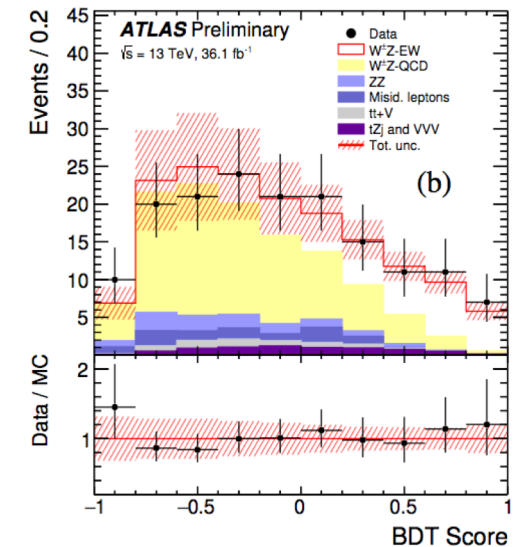 ATLAS Preliminary
√s = 13 TeV, 36.1 fb⁻¹
Data
W±Z-EW
W±Z-QCD
ZZ
Misid. leptons
tt+V
tZj and VVV
Tot. unc.
(b)
Events / 0.2
45
40
35
30
25
20
15
10
5
Data / MC
2
1
−1 −0.5 0 0.5 1
BDT Score